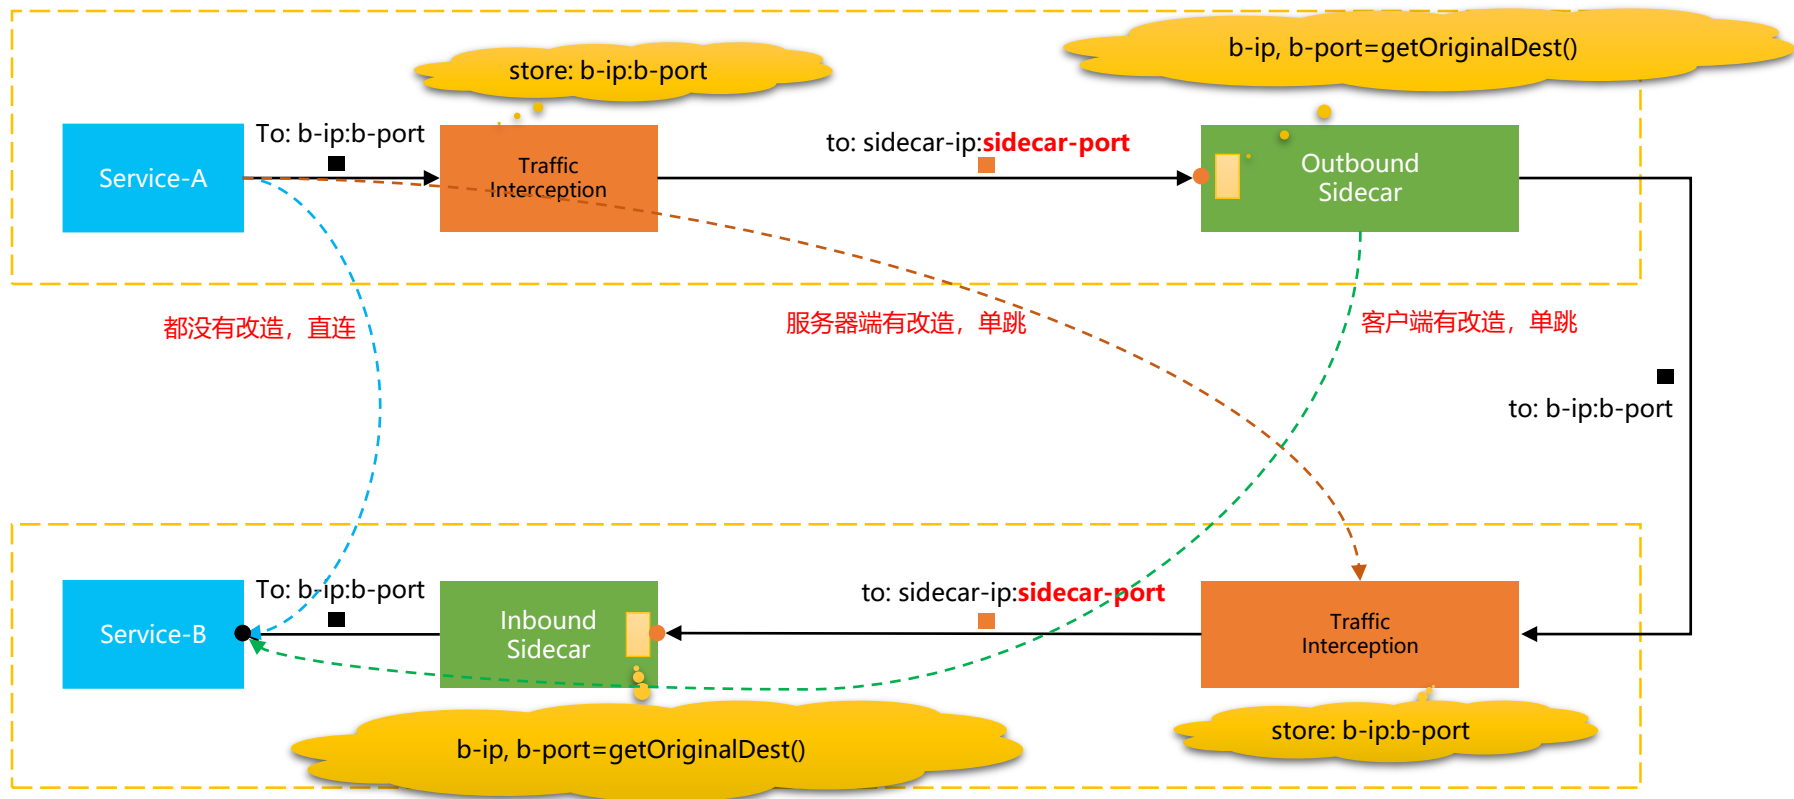 store: b-ip:b-port
b-ip, b-port=getOriginalDest()
Service-A
To: b-ip:b-port
Traffic
Interception
to: sidecar-ip:sidecar-port
Outbound
Sidecar
都没有改造，直连
服务器端有改造，单跳
客户端有改造，单跳
to: b-ip:b-port
Service-B
To: b-ip:b-port
Inbound
Sidecar
to: sidecar-ip:sidecar-port
Traffic
Interception
b-ip, b-port=getOriginalDest()
store: b-ip:b-port